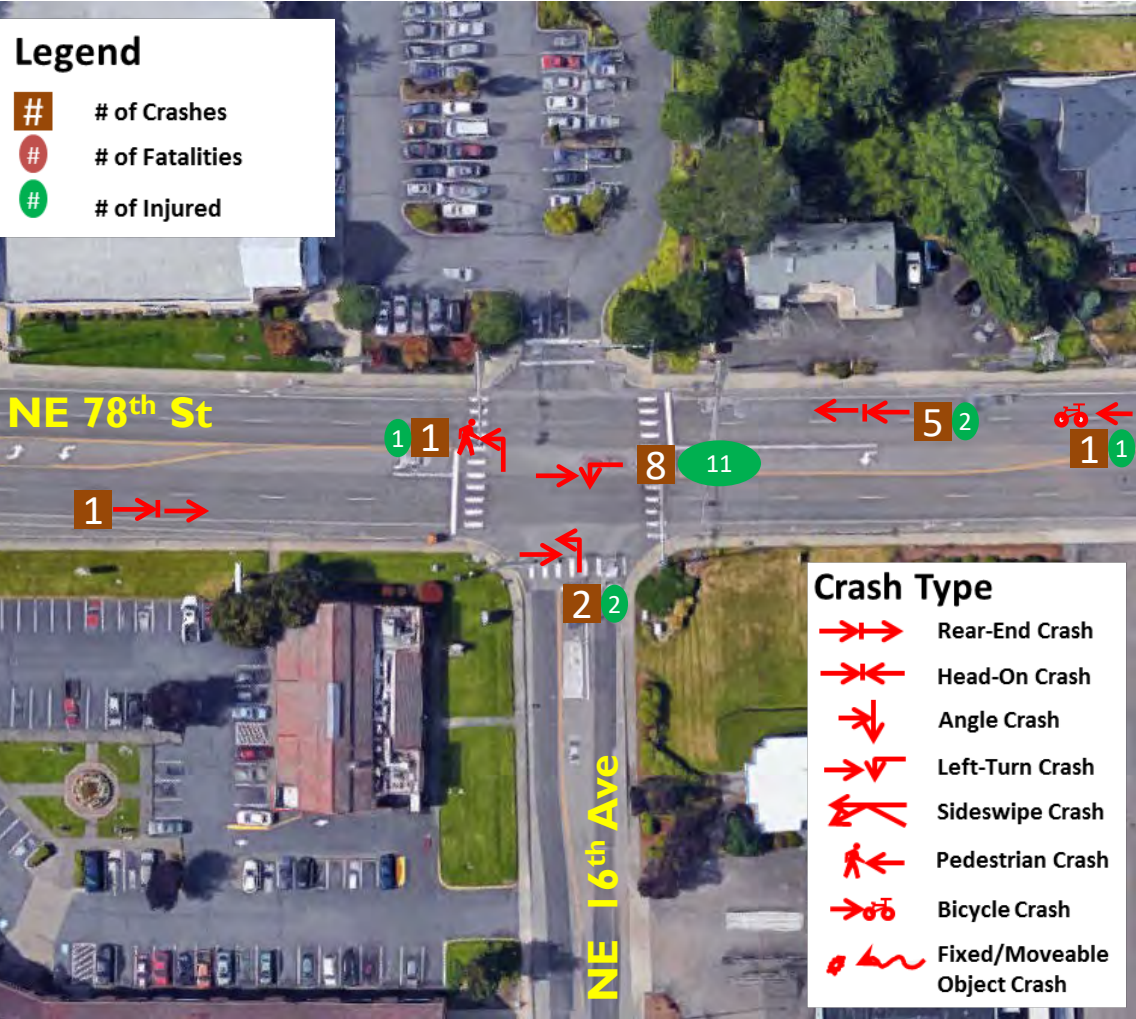 Legend
# # of Crashes
# # of Fatalities
# # of Injured
NE 78th St
1 1
5 2
1 1
8 11
1
2 2
NE 16th Ave
Crash Type
Rear-End Crash
Head-On Crash
Angle Crash
Left-Turn Crash
Sideswipe Crash
Pedestrian Crash
Bicycle Crash
Fixed/Moveable
Object Crash